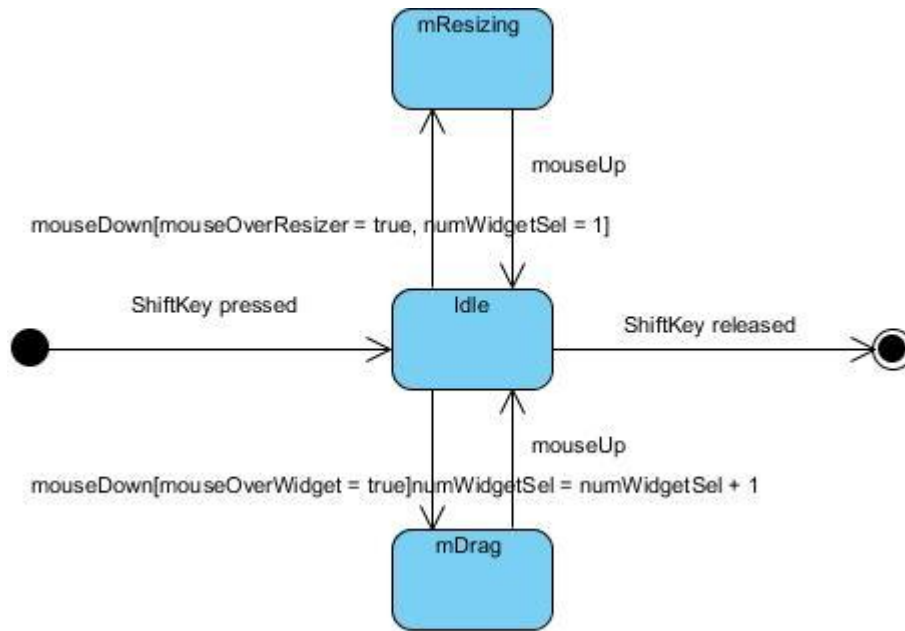 mResizing
mouseUp
mouseDown[mouseOverResizer = true, numWidgetSel = 1]
ShiftKey pressed
Idle
ShiftKey released
mouseUp
mouseDown[mouseOverWidget = true]numWidgetSel = numWidgetSel + 1
mDrag